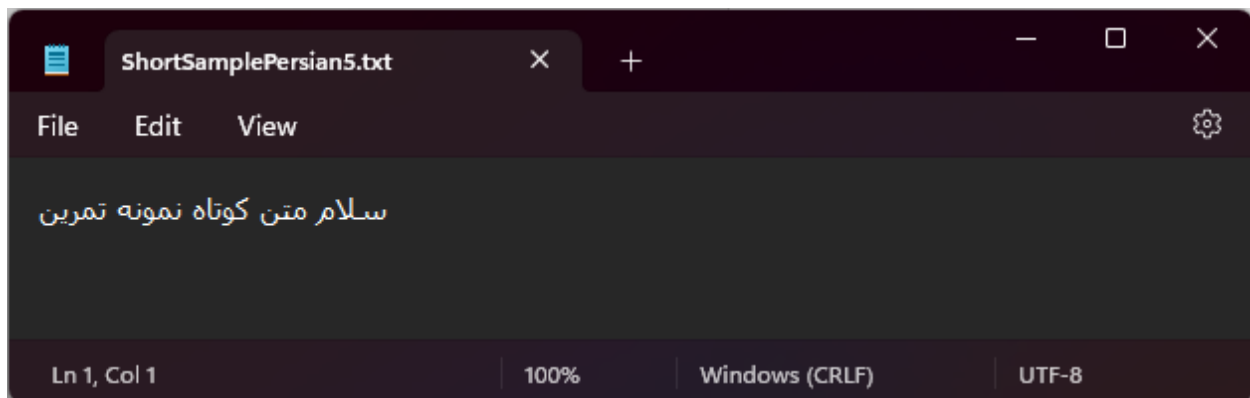 ShortSamplePersian5.txt
File Edit View
سلام متن کوتاه نمونه تمرین
Ln 1, Col 1 100% Windows (CRLF) UTF-8